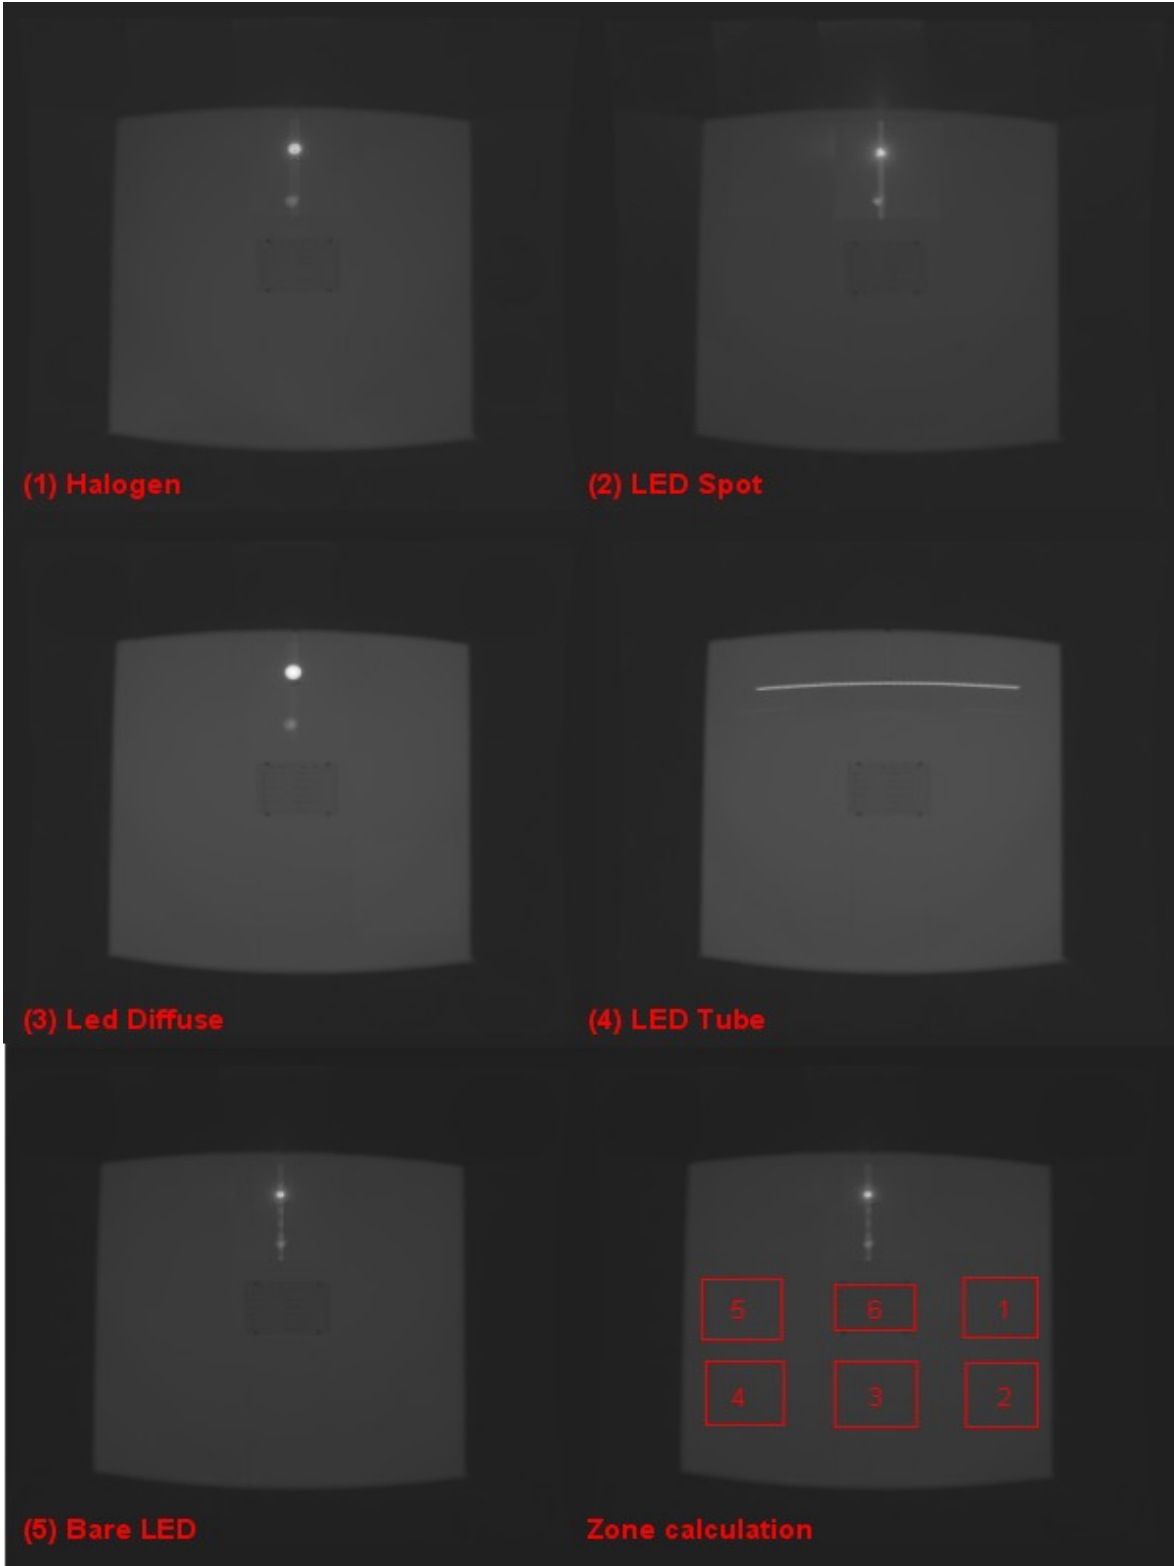 (1) Halogen
(2) LED Spot
(3) Led Diffuse
(4) LED Tube
5
6
1
4
3
2
(5) Bare LED
Zone calculation